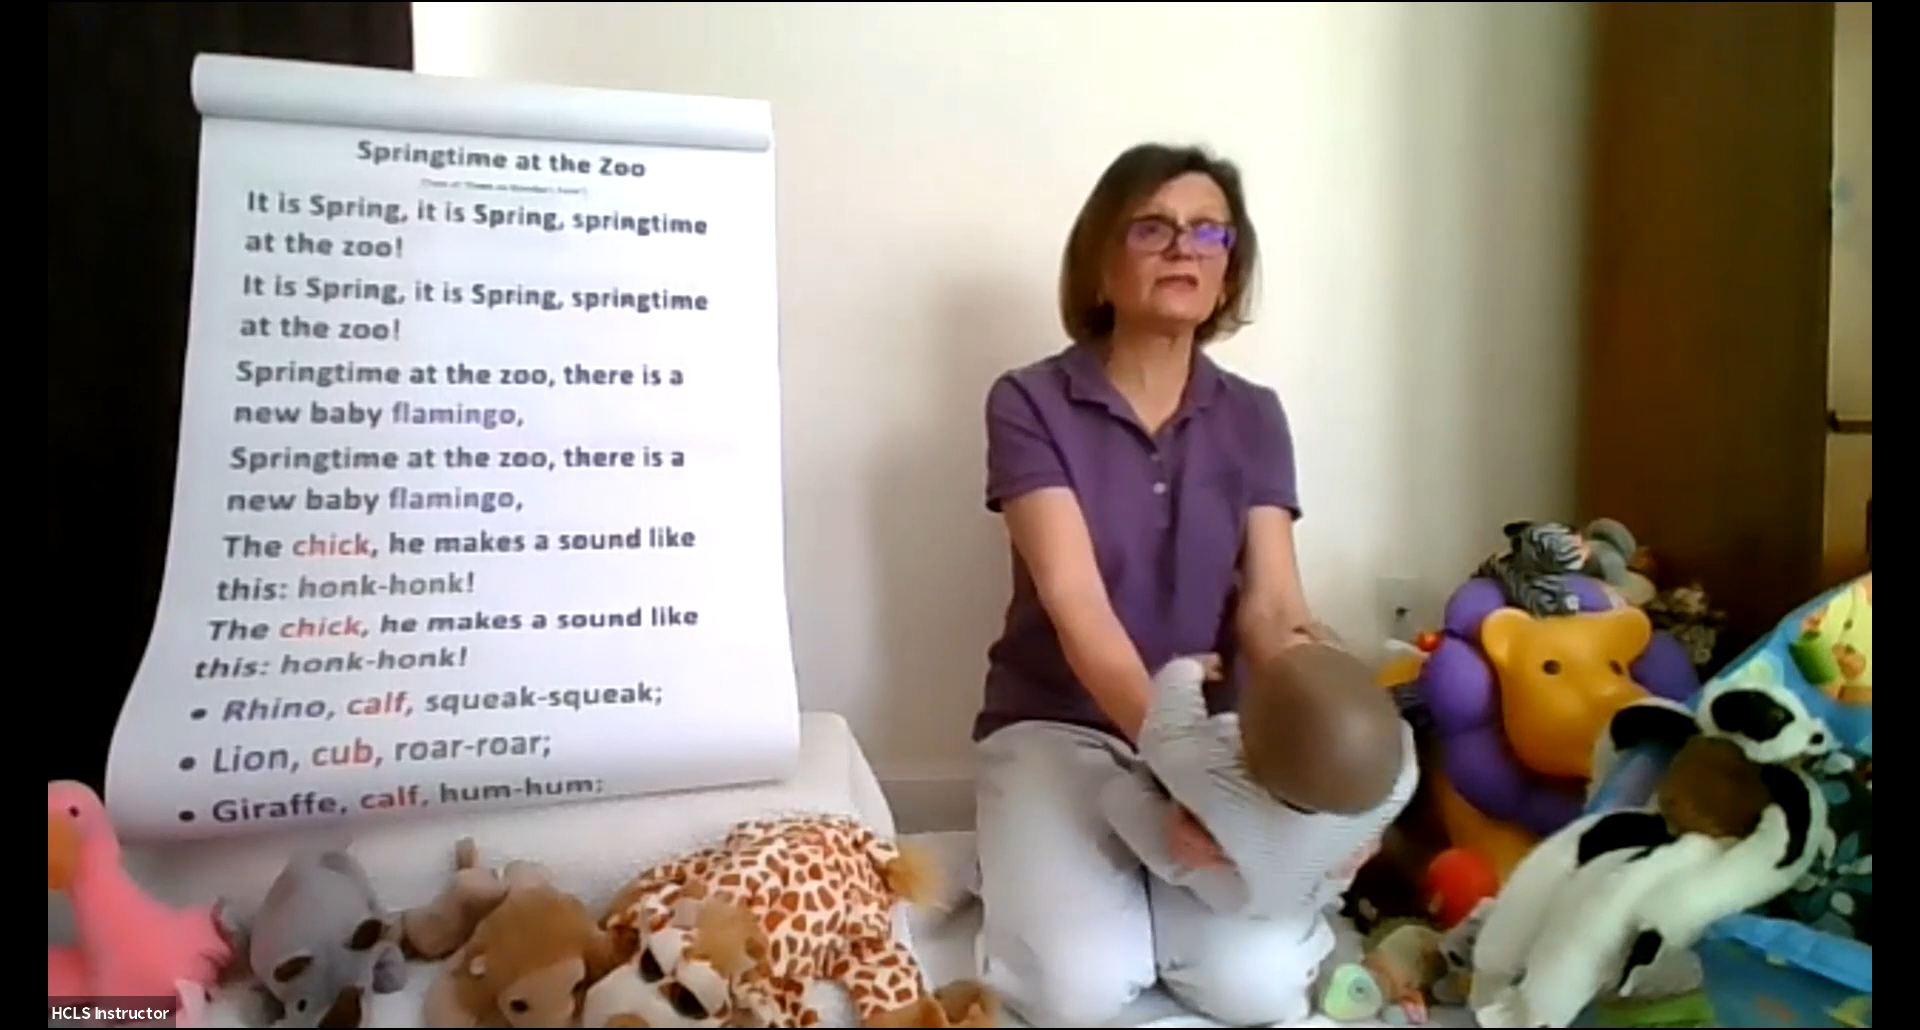 Springtime at the Zoo
It is Spring, it is Spring, springtime
at the zoo!
It is Spring, it is Spring, springtime
at the zoo!
Springtime at the zoo, there is a
new baby flamingo,
Springtime at the zoo, there is a
new baby flamingo,
The chick, he makes a sound like
this: honk-honk!
The chick, he makes a sound like
this: honk-honk!
• Rhino, calf, squeak-squeak;
• Lion, cub, roar-roar;
• Giraffe, calf, hum-hum;
HCLS Instructor